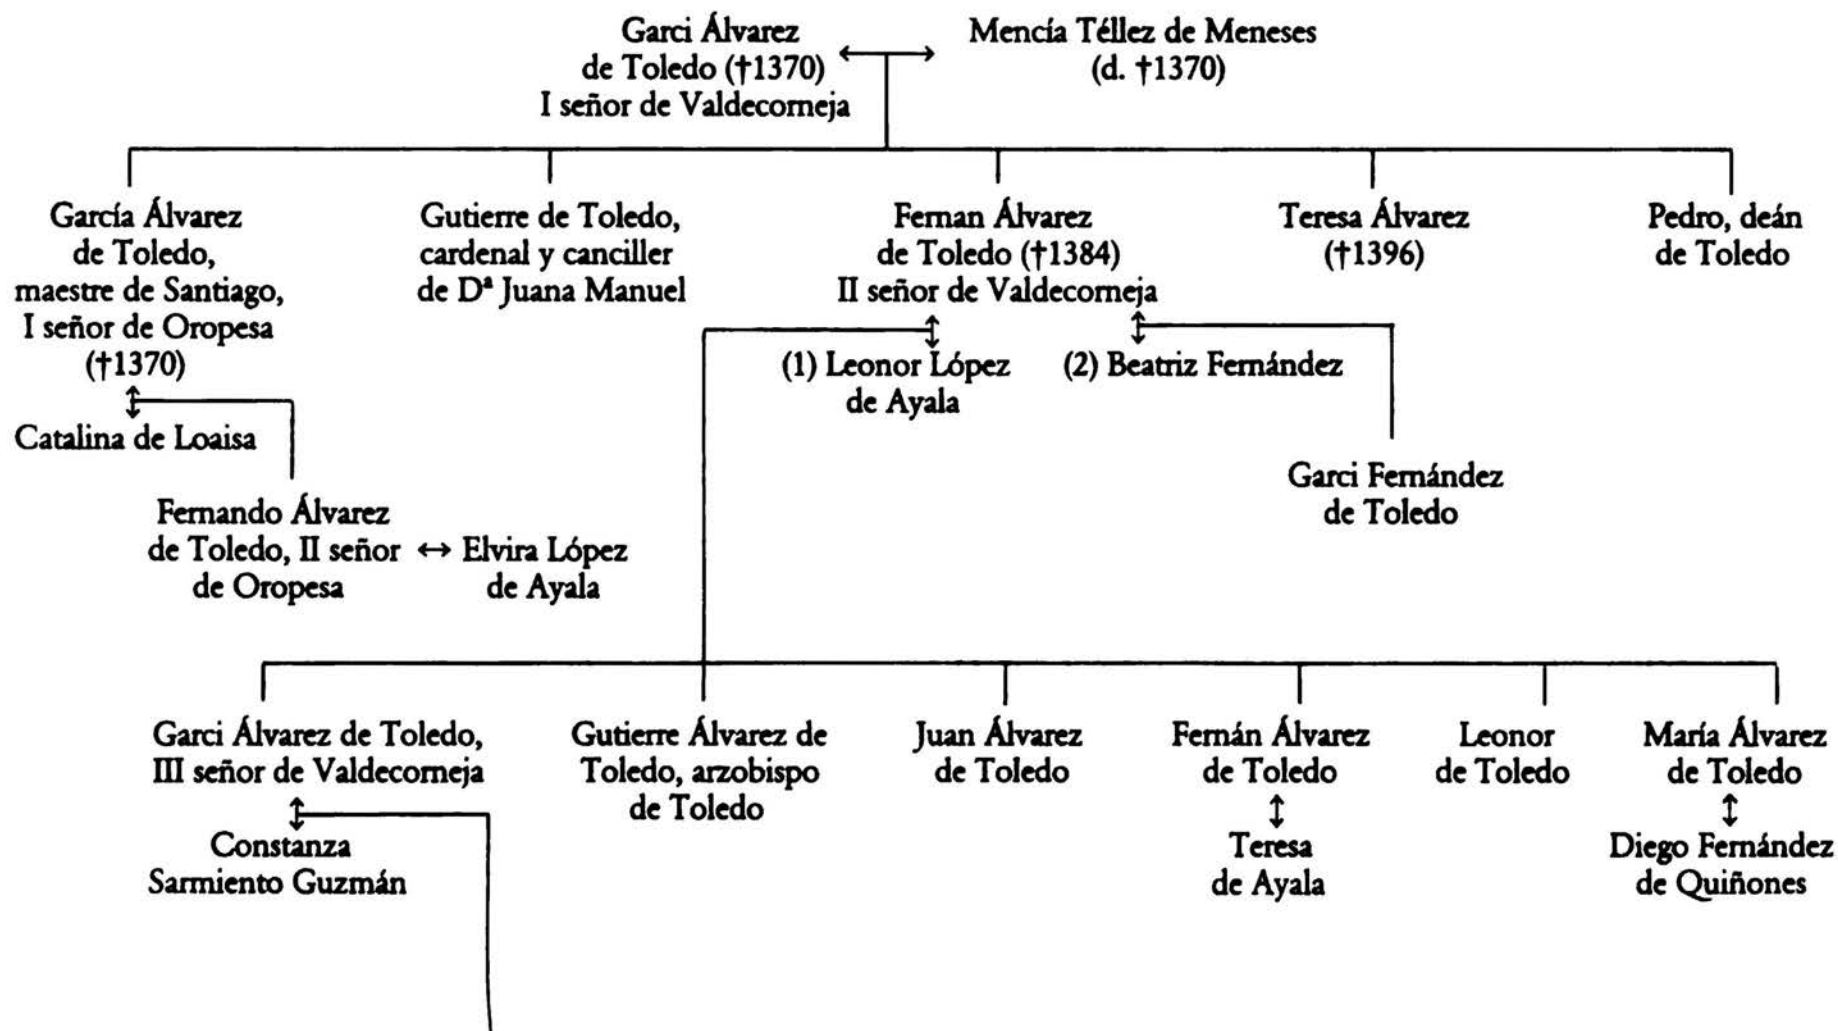 Garci Álvarez
de Toledo (†1370)
I señor de Valdecorneja
Mencía Téllez de Meneses
(d. †1370)
García Álvarez
de Toledo,
maestre de Santiago,
I señor de Oropesa
(†1370)
Catalina de Loaisa
Gutierre de Toledo,
cardenal y canciller
de Dª Juana Manuel
Fernan Álvarez
de Toledo (†1384)
II señor de Valdecorneja
(1) Leonor López
de Ayala
(2) Beatriz Fernández
Teresa Álvarez
(†1396)
Pedro, deán
de Toledo
Garci Fernández
de Toledo
Fernando Álvarez
de Toledo, II señor
de Oropesa
Elvira López
de Ayala
Garci Álvarez de Toledo,
III señor de Valdecorneja
Constanza
Sarmiento Guzmán
Gutierre Álvarez de
Toledo, arzobispo
de Toledo
Juan Álvarez
de Toledo
Fernán Álvarez
de Toledo
Teresa
de Ayala
Leonor
de Toledo
María Álvarez
de Toledo
Diego Fernández
de Quiñones